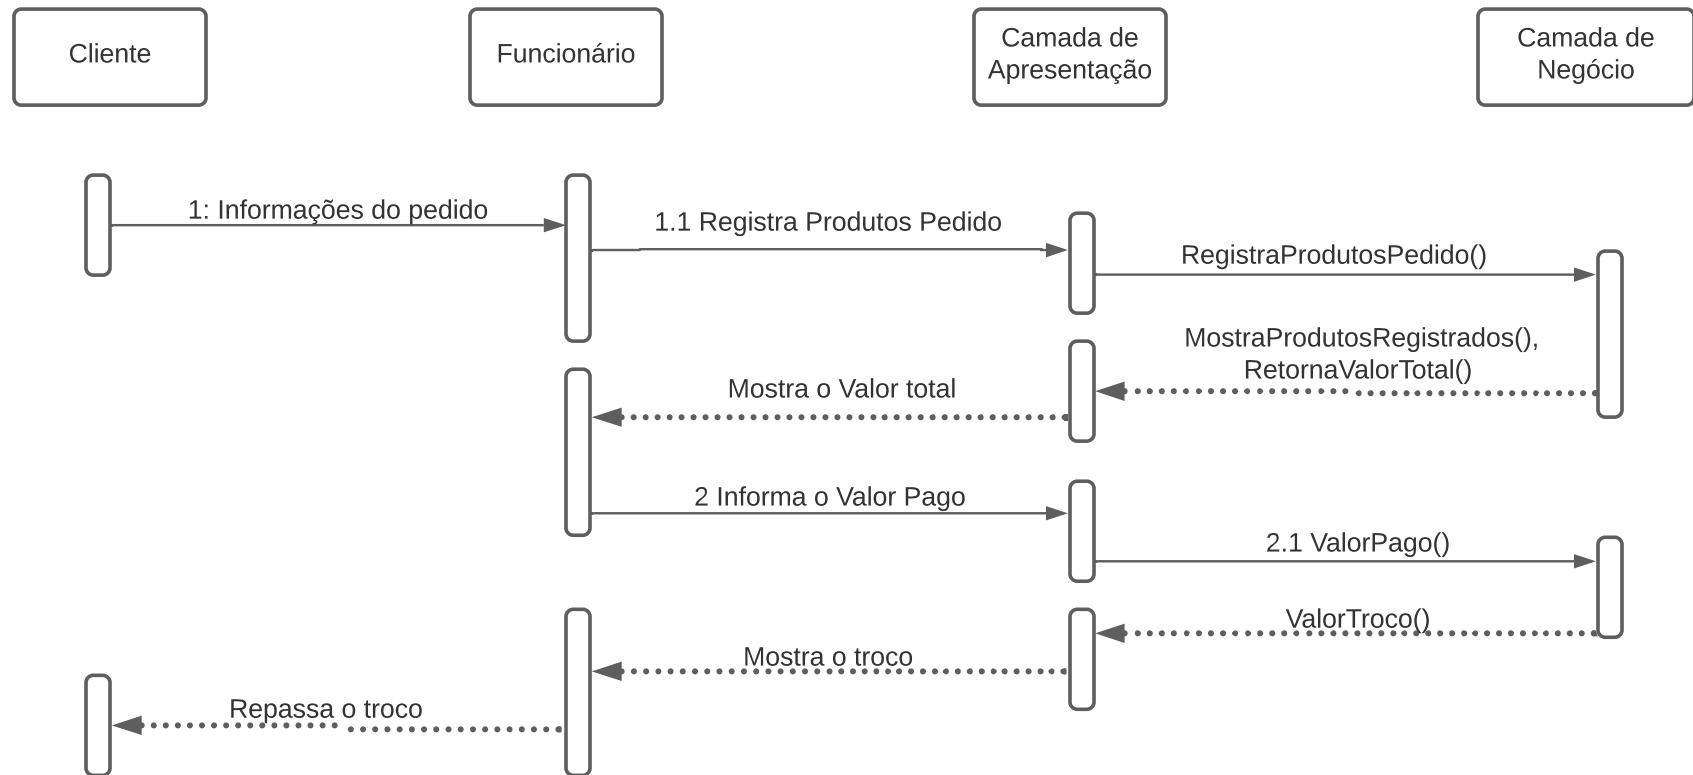 Cliente
Funcionário
Camada de
Apresentação
Camada de
Negócio
1: Informações do pedido
1.1 Registra Produtos Pedido
RegistraProdutosPedido()
MostraProdutosRegistrados(),
RetornaValorTotal()
Mostra o Valor total
2 Informa o Valor Pago
2.1 ValorPago()
ValorTroco()
Mostra o troco
Repassa o troco